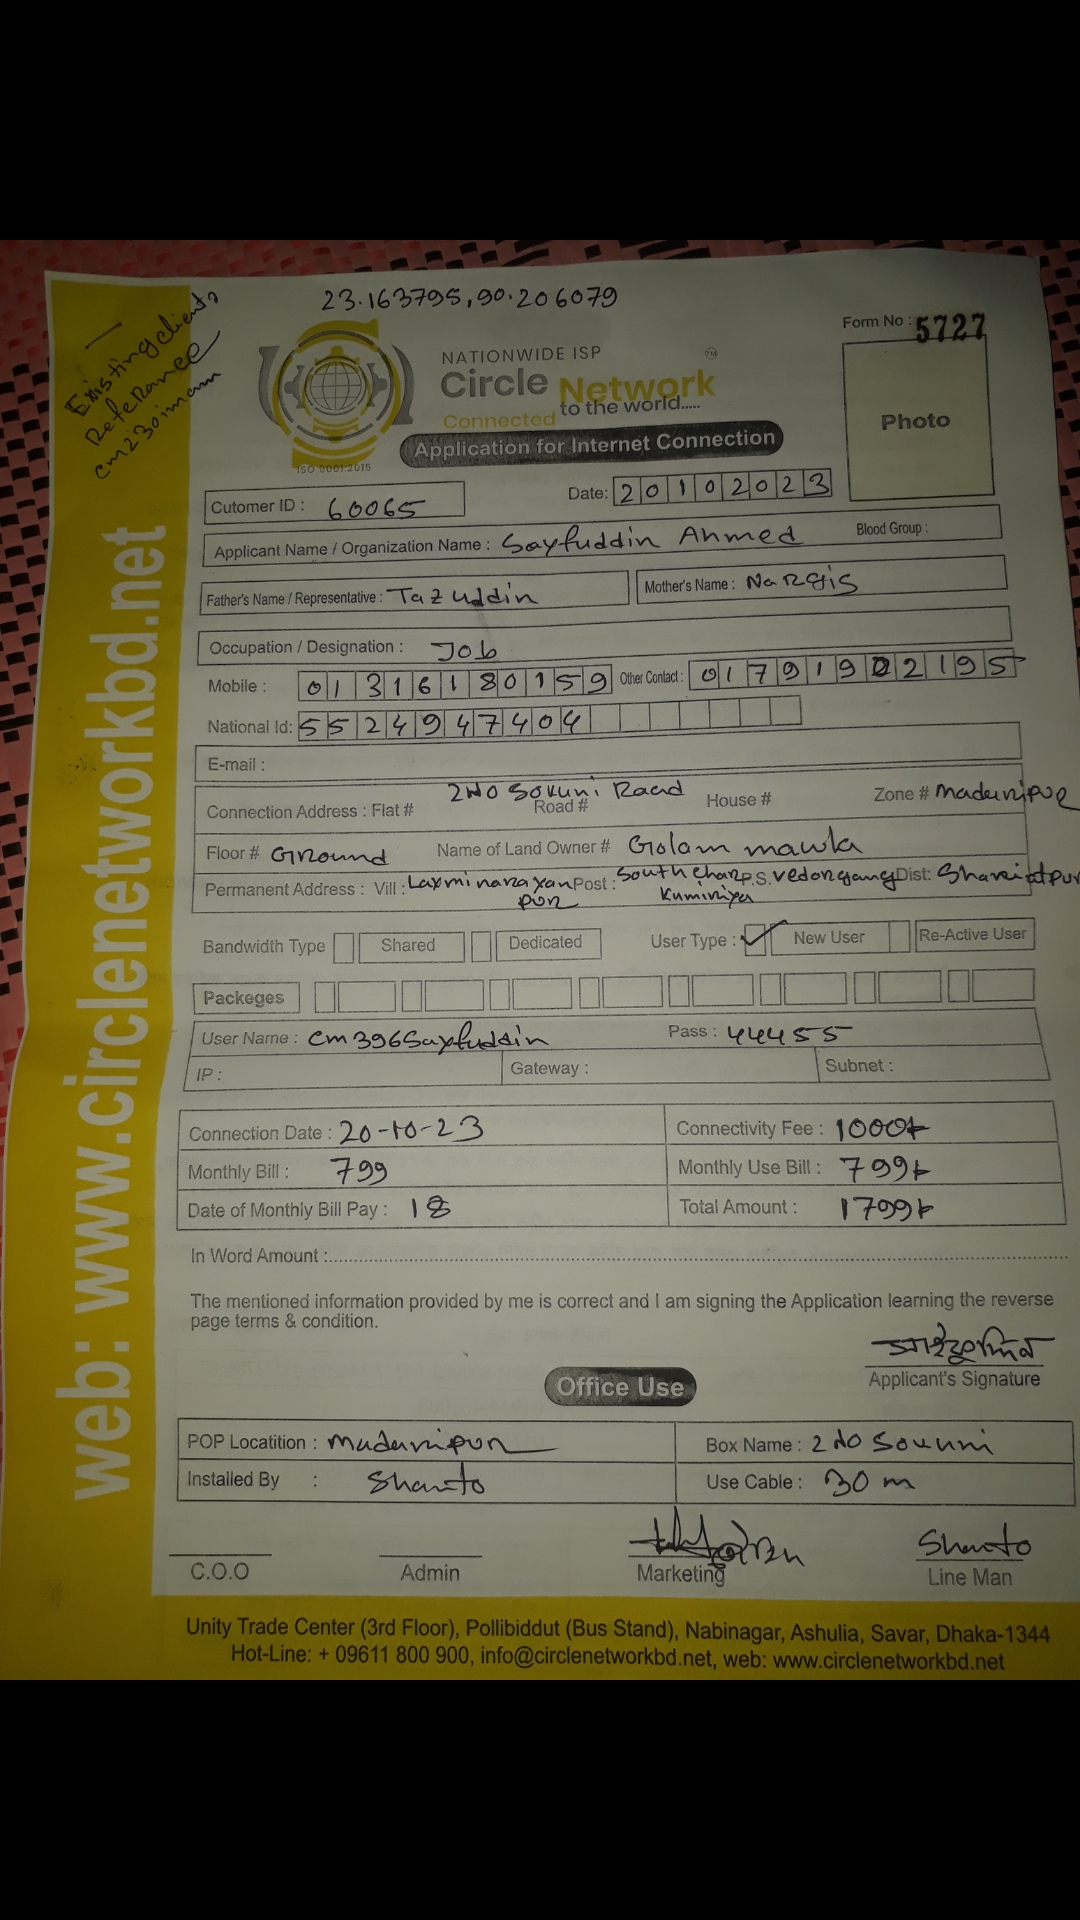 23.163795,90.206079
Existing clients
Referance
cm230imam
Form No : 5727
NATIONWIDE ISP
TM
Circle Network
Connected to the world.....
ISO 9001:2015
Application for Internet Connection
Photo
Cutomer ID : 60065
Date: 20102023
Applicant Name / Organization Name : Sayfuddin Ahmed
Blood Group :
Father's Name / Representative : Tazuddin
Mother's Name : Nargis
Occupation / Designation : Job
Mobile : 01316180159
Other Contact : 01791902195
National Id: 5524947404
E-mail :
Connection Address : Flat # 2NO Sokuni Road Road # House # Zone # Madaripur
Floor # Ground Name of Land Owner # Golam mawla
Permanent Address : Vill : Laxminarayan Post : South Char P.S. vedorgang Dist: Shariatpur
pur Kumiriya
Bandwidth Type Shared Dedicated User Type : New User Re-Active User
Packeges
User Name : cm396Sayfuddin Pass : 44455
IP : Gateway : Subnet :
Connection Date : 20-10-23 Connectivity Fee : 1000৳
Monthly Bill : 799 Monthly Use Bill : 799৳
Date of Monthly Bill Pay : 18 Total Amount : 1799৳
In Word Amount :
The mentioned information provided by me is correct and I am signing the Application learning the reverse
page terms & condition.
Applicant's Signature
Office Use
POP Locatition : Madaripur Box Name : 2 NO Sokuni
Installed By : Shanto Use Cable : 30 m
Shanto
C.O.O Admin Marketing Line Man
Unity Trade Center (3rd Floor), Pollibiddut (Bus Stand), Nabinagar, Ashulia, Savar, Dhaka-1344
Hot-Line: + 09611 800 900, info@circlenetworkbd.net, web: www.circlenetworkbd.net
web: www.circlenetworkbd.net